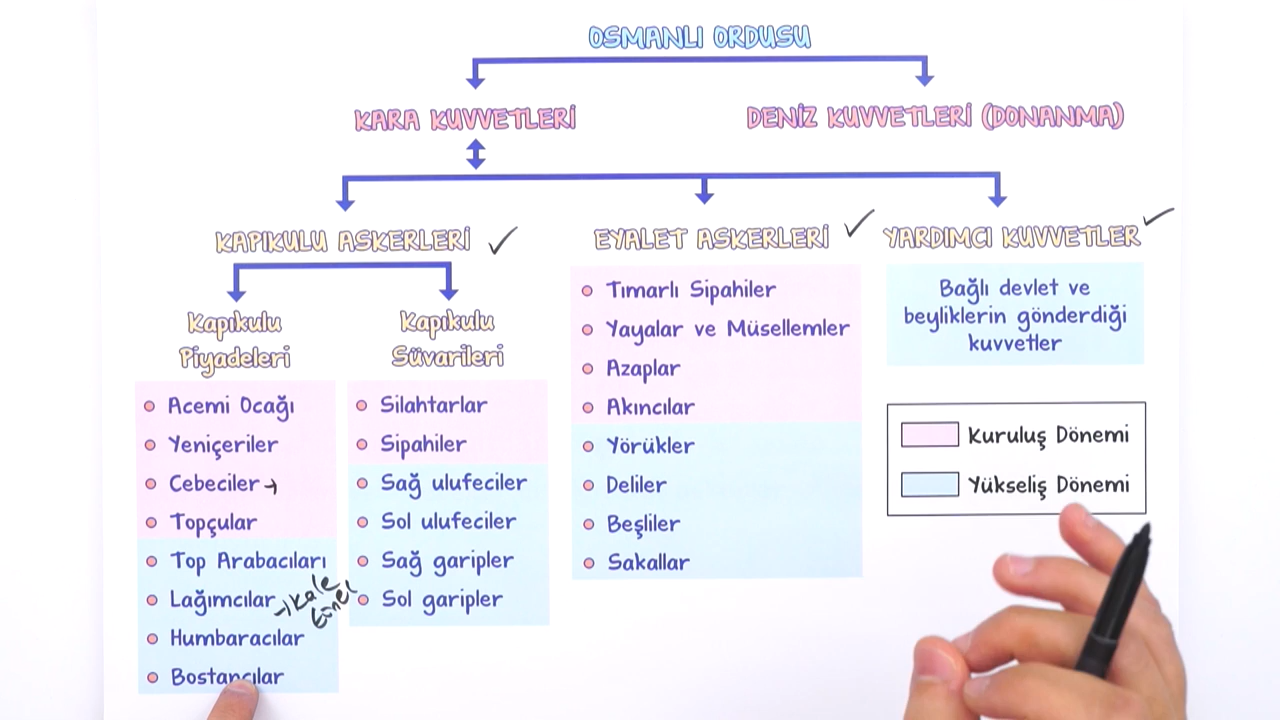 OSMANLI ORDUSU
KARA KUVVETLERİ
DENİZ KUVVETLERİ (DONANMA)
KAPIKULU ASKERLERİ
EYALET ASKERLERİ
YARDIMCI KUVVETLER
Kapıkulu
Piyadeleri
Acemi Ocağı
Yeniçeriler
Cebeciler
Topçular
Top Arabacıları
Lağımcılar
kale
tünel
Humbaracılar
Bostancılar
Kapıkulu
Süvarileri
Silahtarlar
Sipahiler
Sağ ulufeciler
Sol ulufeciler
Sağ garipler
Sol garipler
Tımarlı Sipahiler
Yayalar ve Müsellemler
Azaplar
Akıncılar
Yörükler
Deliler
Beşliler
Sakallar
Bağlı devlet ve
beyliklerin gönderdiği
kuvvetler
Kuruluş Dönemi
Yükseliş Dönemi